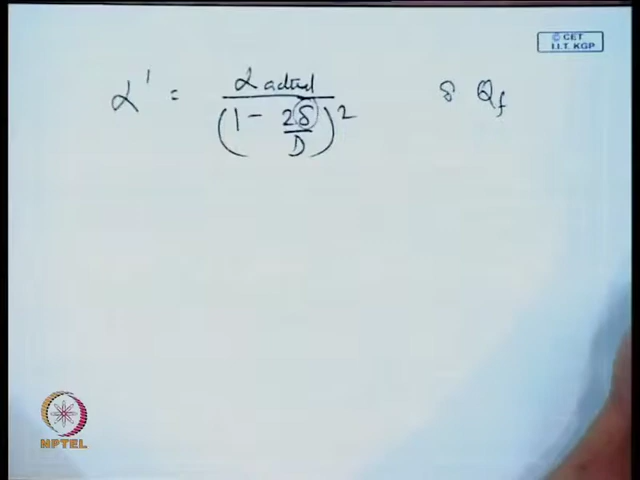 © CET
I.I.T. KGP
α' = α actual / (1 - 2δ/D)²
δ Q_f
NPTEL